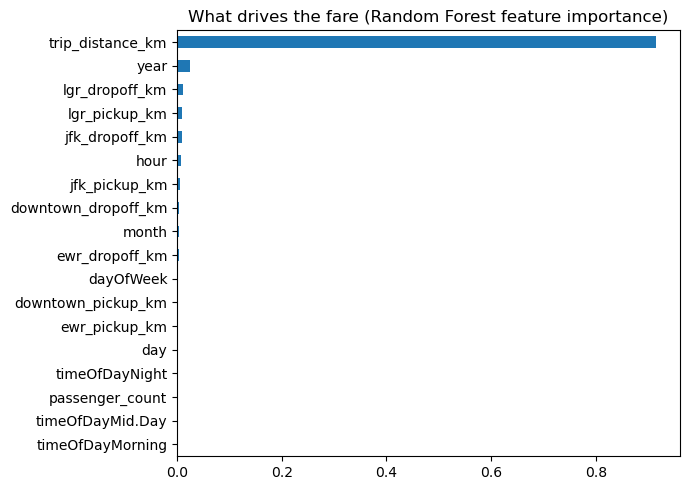 What drives the fare (Random Forest feature importance)
trip_distance_km
year
lgr_dropoff_km
lgr_pickup_km
jfk_dropoff_km
hour
jfk_pickup_km
downtown_dropoff_km
month
ewr_dropoff_km
dayOfWeek
downtown_pickup_km
ewr_pickup_km
day
timeOfDayNight
passenger_count
timeOfDayMid.Day
timeOfDayMorning
0.0 0.2 0.4 0.6 0.8